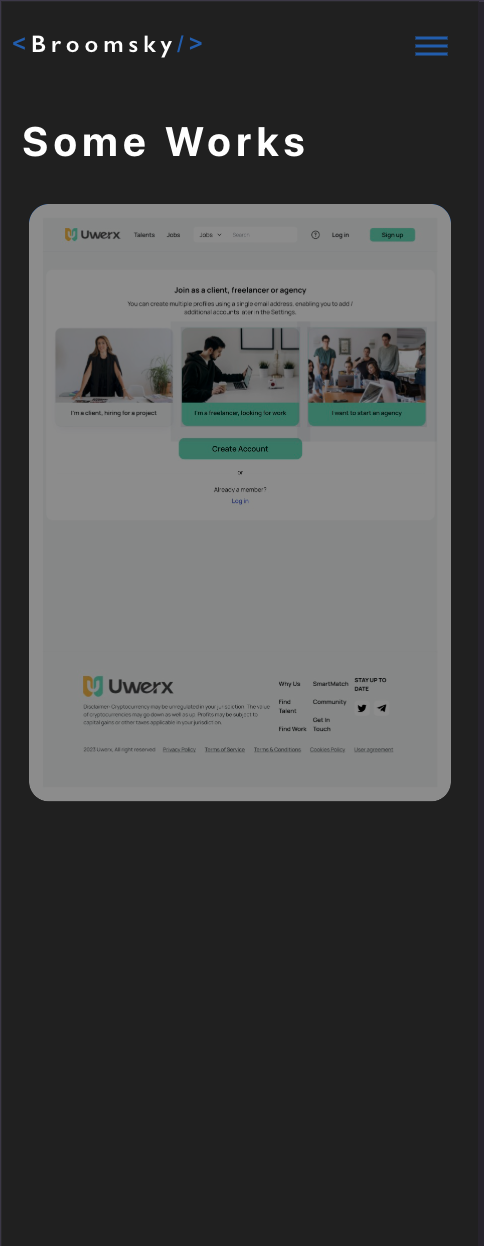 <Broomsky/>
Some Works
Uwerx Talents Jobs Jobs Search Log in Sign up
Join as a client, freelancer or agency
You can create multiple profiles using a single email address, enabling you to add /
additional accounts later in the Settings.
I'm a client, hiring for a project
I'm a freelancer, looking for work
I want to start an agency
Create Account
or
Already a member?
Log in
Uwerx
Disclaimer: Cryptocurrency may be unregulated in your jurisdiction. The value
of cryptocurrencies may go down as well as up. Profits may be subject to
capital gains or other taxes applicable in your jurisdiction.
Why Us
Find
Talent
Find Work
SmartMatch
Community
Get in
Touch
STAY UP TO
DATE
2023 Uwerx. All right reserved Privacy Policy Terms of Service Terms & Conditions Cookies Policy User agreement